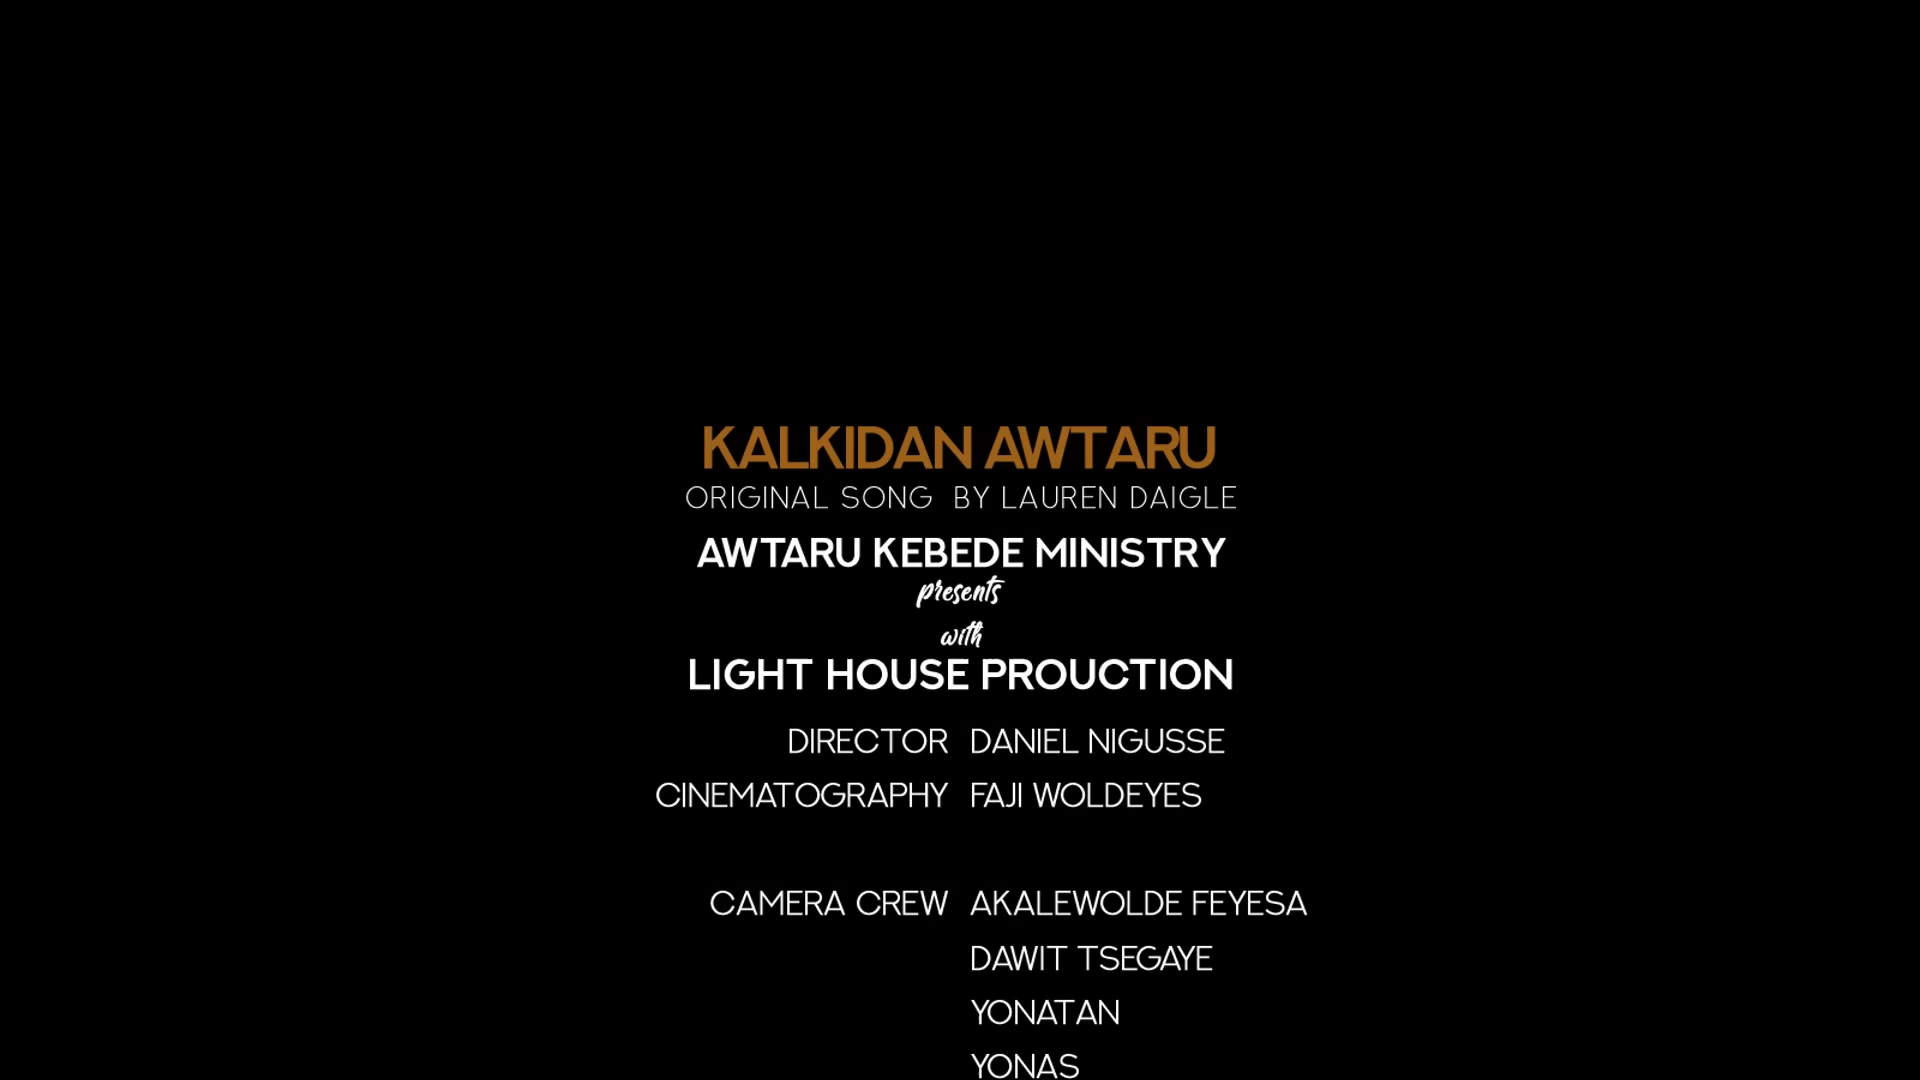 KALKIDAN AWTARU
ORIGINAL SONG BY LAUREN DAIGLE
AWTARU KEBEDE MINISTRY
presents
with
LIGHT HOUSE PROUCTION
DIRECTOR DANIEL NIGUSSE
CINEMATOGRAPHY FAJI WOLDEYES
CAMERA CREW AKALEWOLDE FEYESA
DAWIT TSEGAYE
YONATAN
YONAS